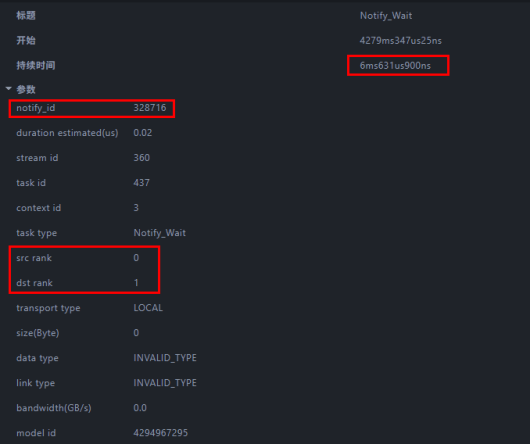 标题 Notify_Wait
开始 4279ms347us25ns
持续时间 6ms631us900ns
参数
notify_id 328716
duration estimated(us) 0.02
stream id 360
task id 437
context id 3
task type Notify_Wait
src rank 0
dst rank 1
transport type LOCAL
size(Byte) 0
data type INVALID_TYPE
link type INVALID_TYPE
bandwidth(GB/s) 0.0
model id 4294967295